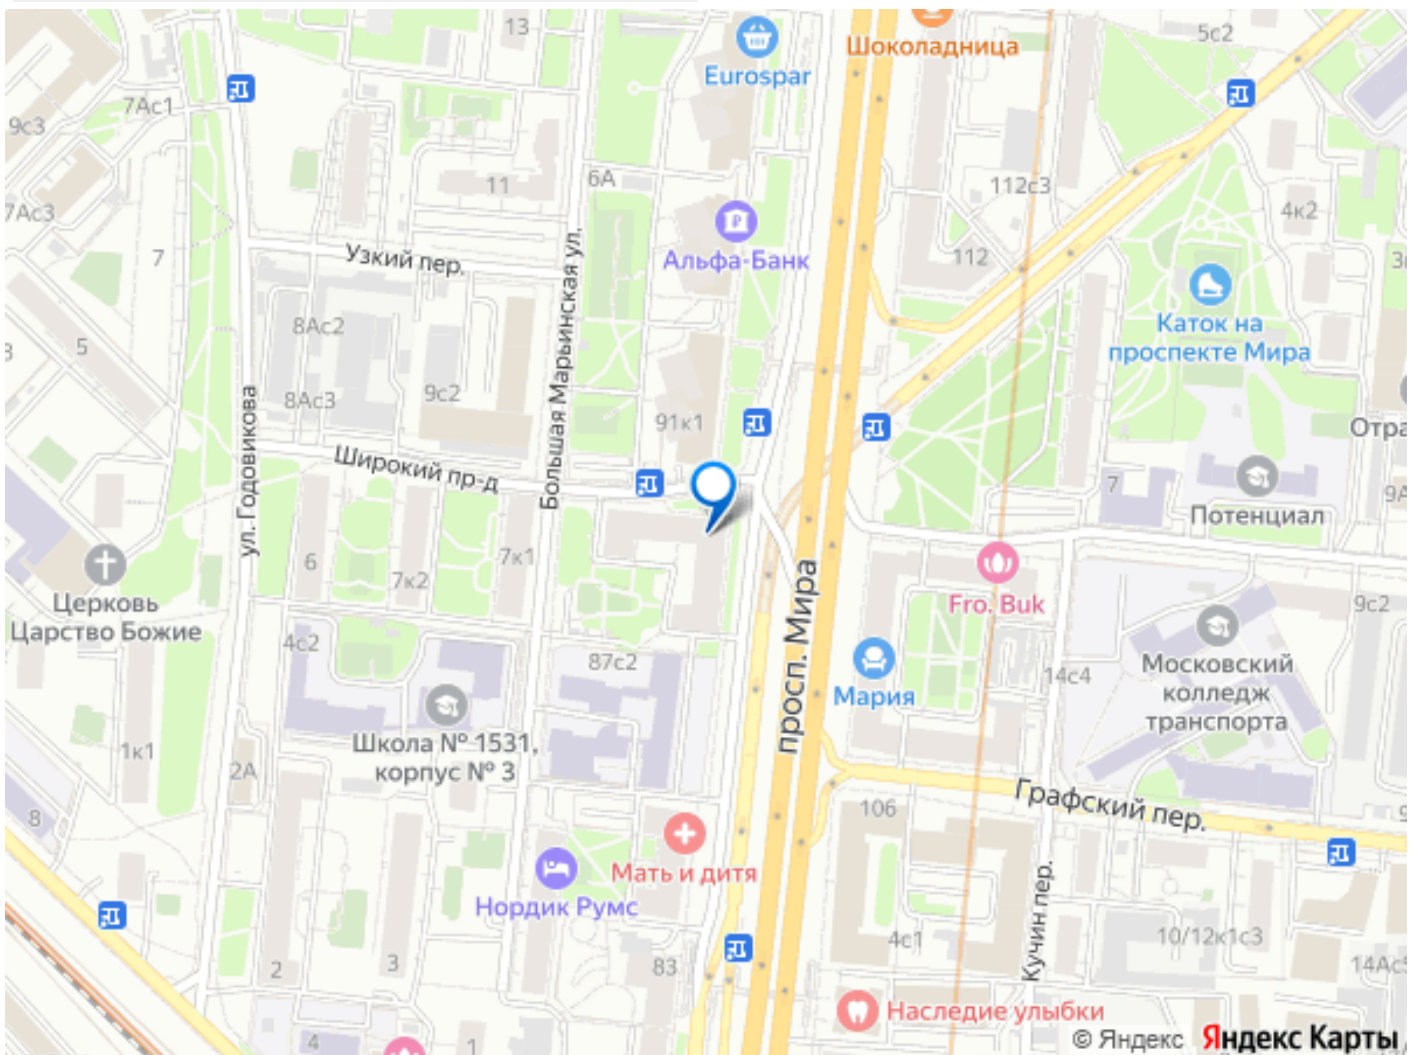 13
Eurospar
Шоколадница
5с2
7Ас1
9с3
6А
11
112с3
7Ас3
4к2
7
Узкий пер.
Альфа-Банк
112
Большая Марьинская ул.
8Ас2
Каток на
проспекте Мира
5
8Ас3
9с2
91к1
ул. Годовикова
Широкий пр-д
7
Потенциал
6
7к2
7к1
просп. Мира
Fro. Buk
9с2
Церковь
Царство Божие
4с2
87с2
Мария
14с4
Московский
колледж
транспорта
Школа № 1531,
корпус № 3
1к1
2А
8
106
Графский пер.
Мать и дитя
Нордик Румс
Кучин пер.
4с1
10/12к1с3
2
3
83
Наследие улыбки
4
1
© Яндекс Яндекс Карты